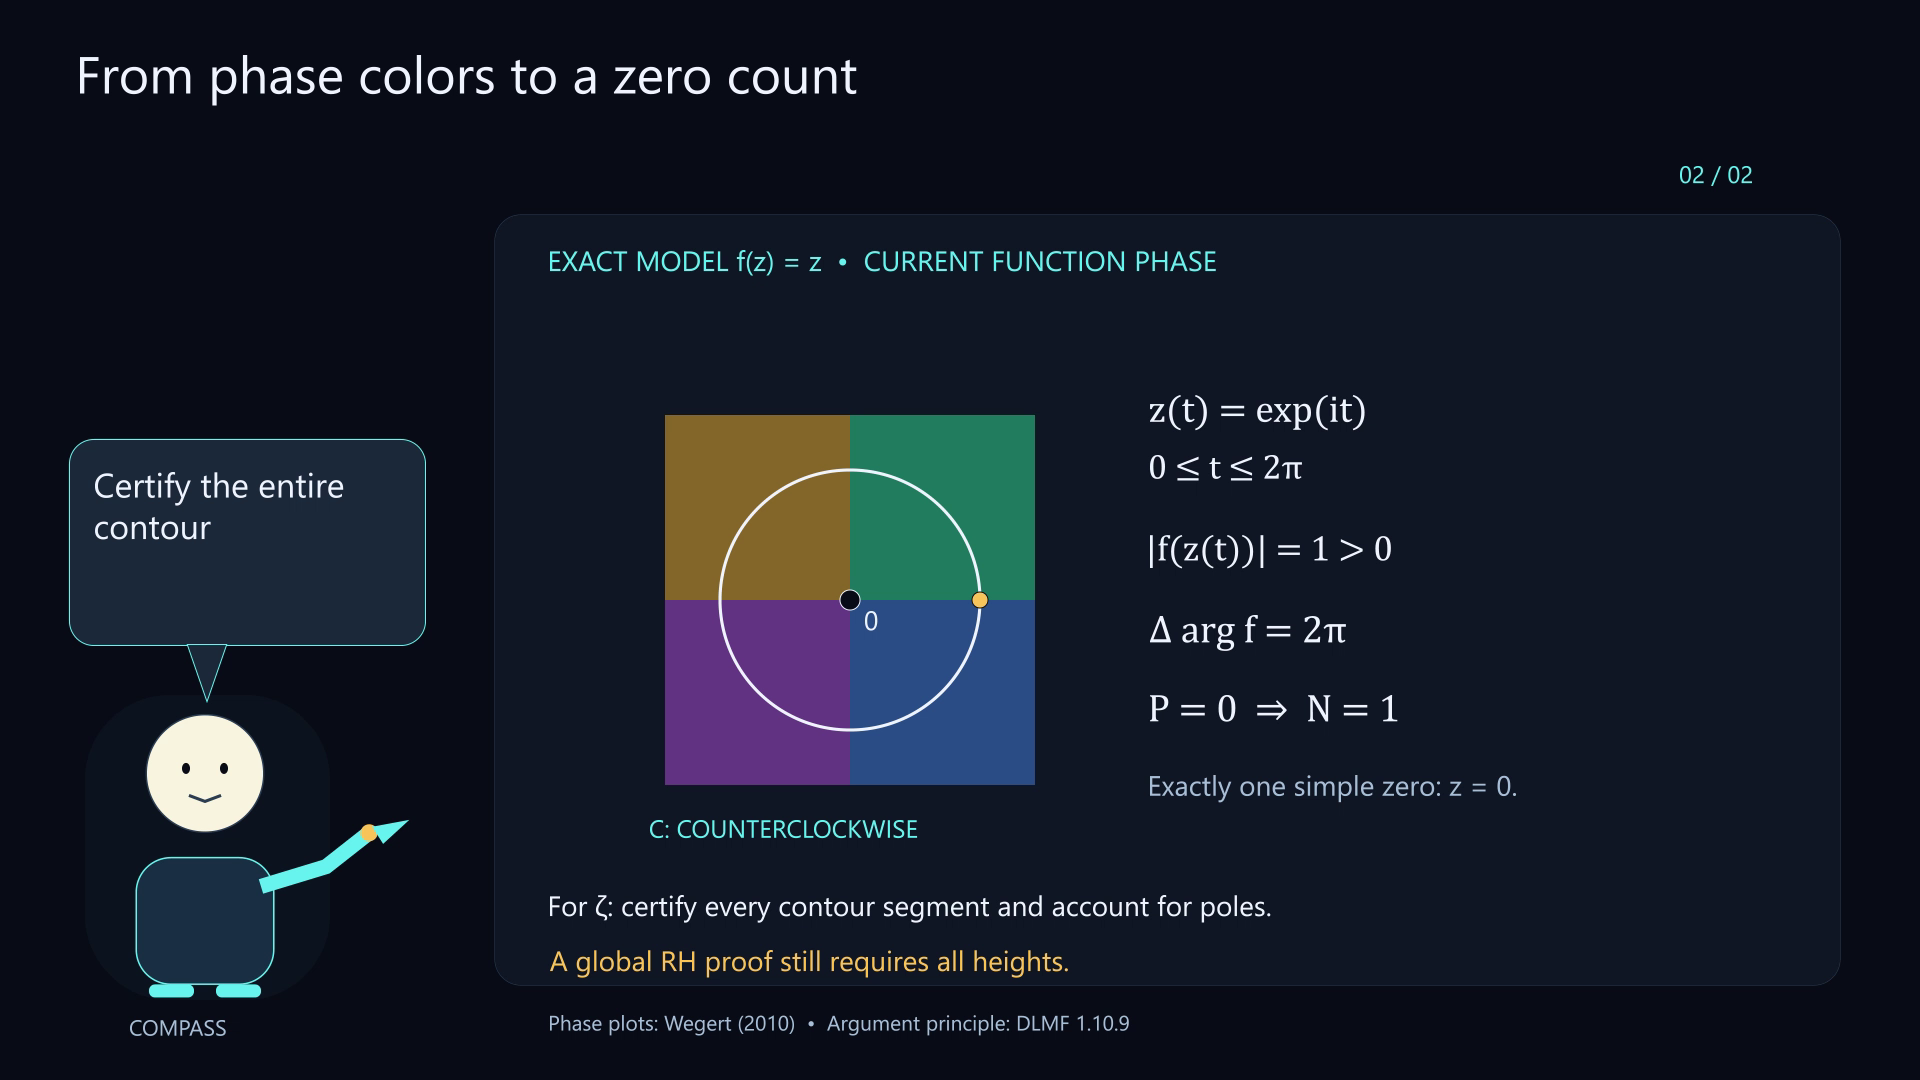 From phase colors to a zero count
02 / 02
EXACT MODEL f(z) = z • CURRENT FUNCTION PHASE
Certify the entire
contour
0
C: COUNTERCLOCKWISE
z(t) = exp(it)
0 ≤ t ≤ 2π
|f(z(t))| = 1 > 0
Δ arg f = 2π
P = 0 ⇒ N = 1
Exactly one simple zero: z = 0.
For ζ: certify every contour segment and account for poles.
A global RH proof still requires all heights.
COMPASS
Phase plots: Wegert (2010) • Argument principle: DLMF 1.10.9